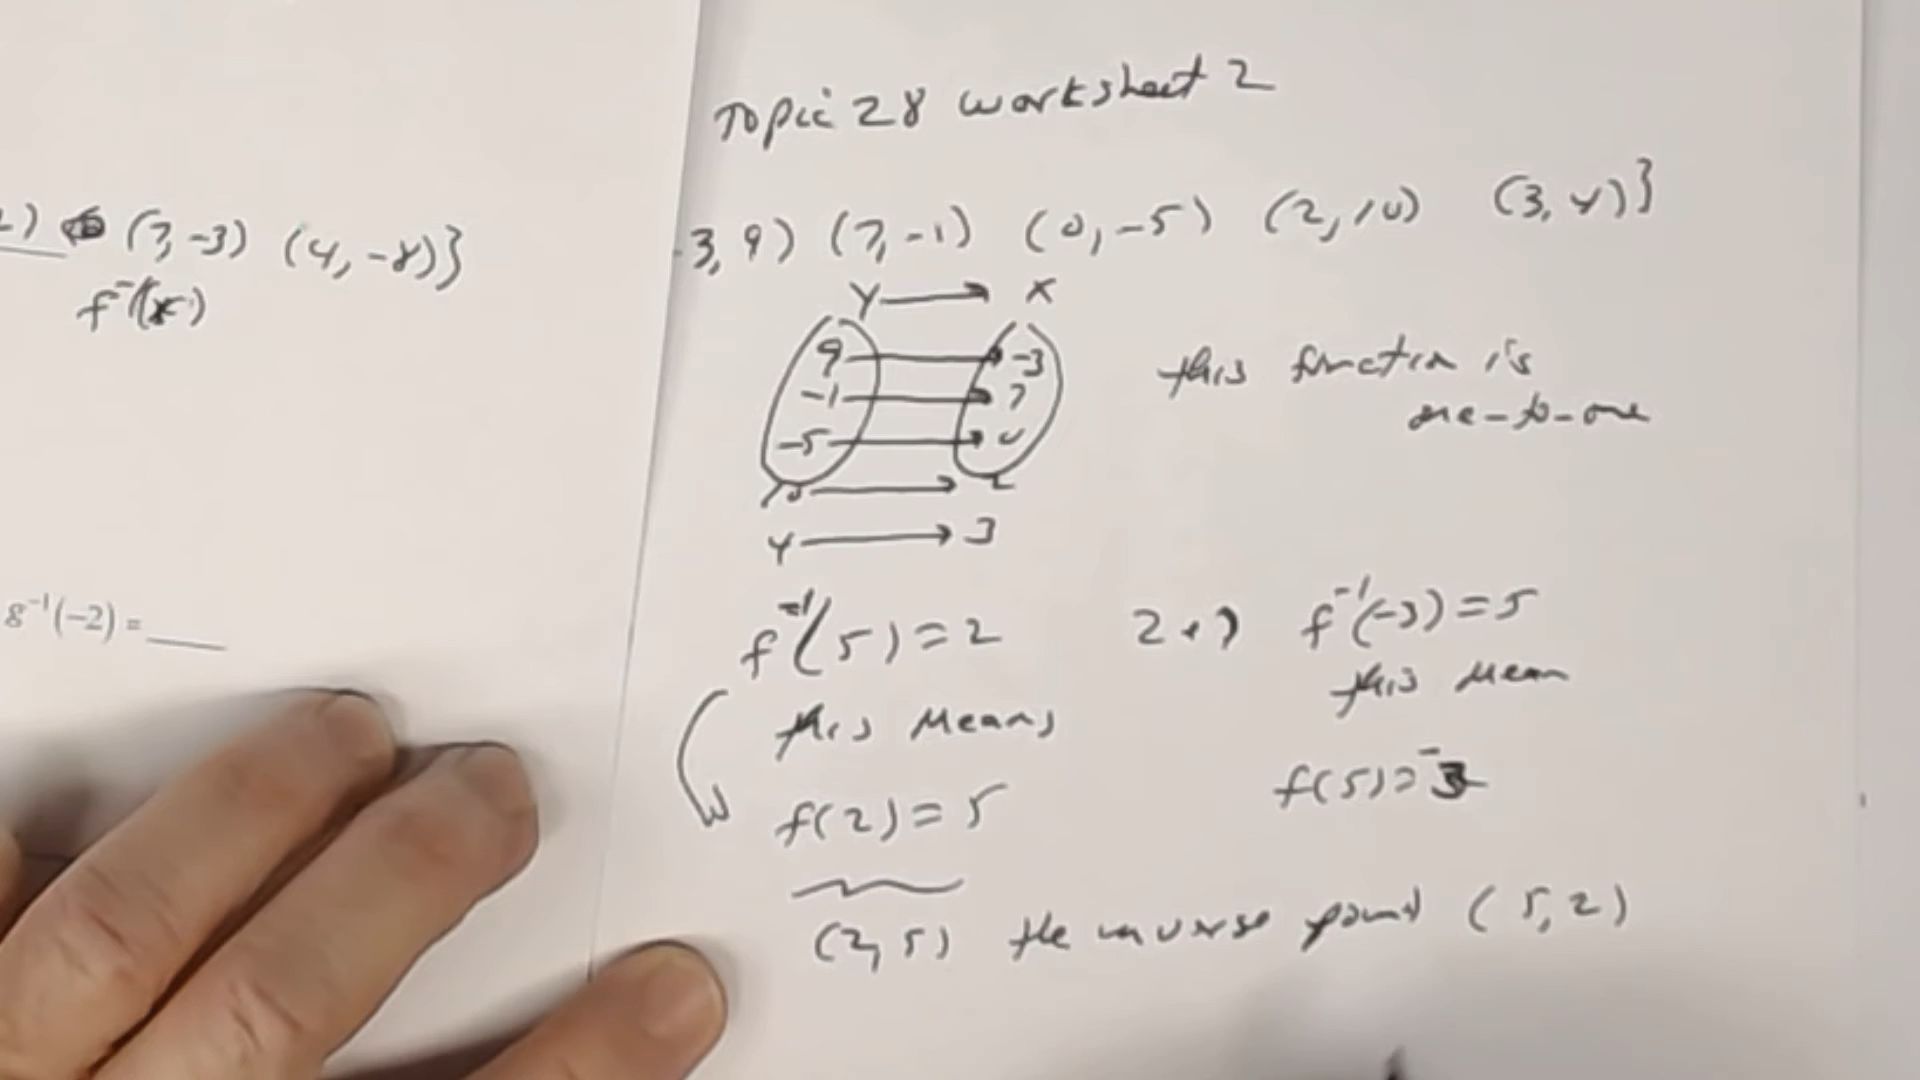 Topic 28 worksheet 2
(7, -3) (4, -8)}
f⁻¹(x)
g⁻¹(-2) = ____
3, 9) (7, -1) (0, -5) (2, 10) (3, 4)}
Y → X
9 → -3
-1 → 7
-5 → 0
10 → 2
4 → 3
this function is
one-to-one
f⁻¹(5) = 2
this means
f(2) = 5
(2, 5) the inverse point (5, 2)
f⁻¹(-3) = 5
this mean
f(5) = -3